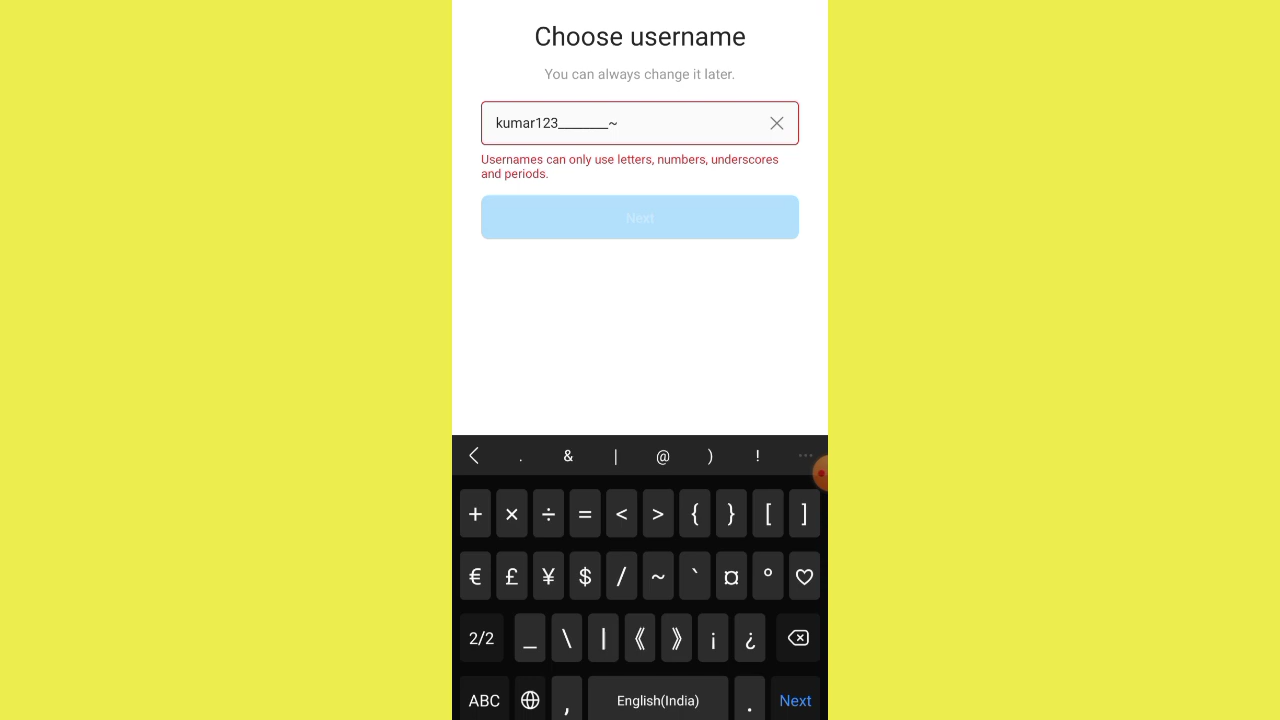 Choose username
You can always change it later.
kumar123________~
Usernames can only use letters, numbers, underscores
and periods.
Next
. & | @ ) !
+ × ÷ = < > { } [ ]
€ £ ¥ $ / ~ ` ¤ ° ♡
2/2 _ \ | 《 》 ¡ ¿
ABC , English(India) . Next